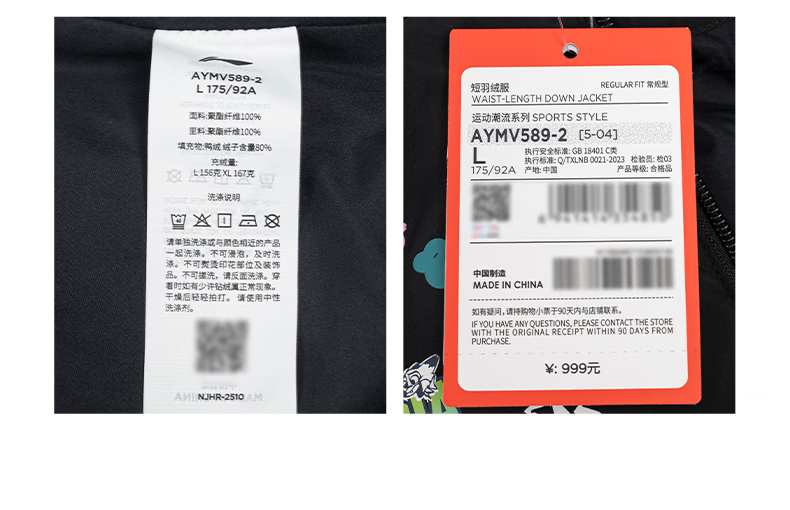 AYMV589-2
L 175/92A
面料:聚酯纤维100%
里料:聚酯纤维100%
填充物:鸭绒 绒子含量80%
充绒量:
L 156克 XL 167克
洗涤说明
请单独洗涤或与颜色相近的产品
一起洗涤。不可浸泡，及时洗
涤。不可熨烫印花部位及装饰
品。不可搓洗，请反面洗涤。穿
着时如有少许钻绒属正常现象。
干燥后轻轻拍打。请使用中性
洗涤剂。
NJHR-2510
短羽绒服
REGULAR FIT 常规型
WAIST-LENGTH DOWN JACKET
运动潮流系列 SPORTS STYLE
AYMV589-2 [5-04]
L
175/92A
执行安全标准: GB 18401 C类
执行标准: Q/TXLNB 0021-2023 检验员: 检03
产地: 中国 产品等级: 合格品
中国制造
MADE IN CHINA
如有疑问, 请持购物小票于90天内与店铺联系。
IF YOU HAVE ANY QUESTIONS, PLEASE CONTACT THE STORE
WITH THE ORIGINAL RECEIPT WITHIN 90 DAYS FROM
PURCHASE.
¥: 999元